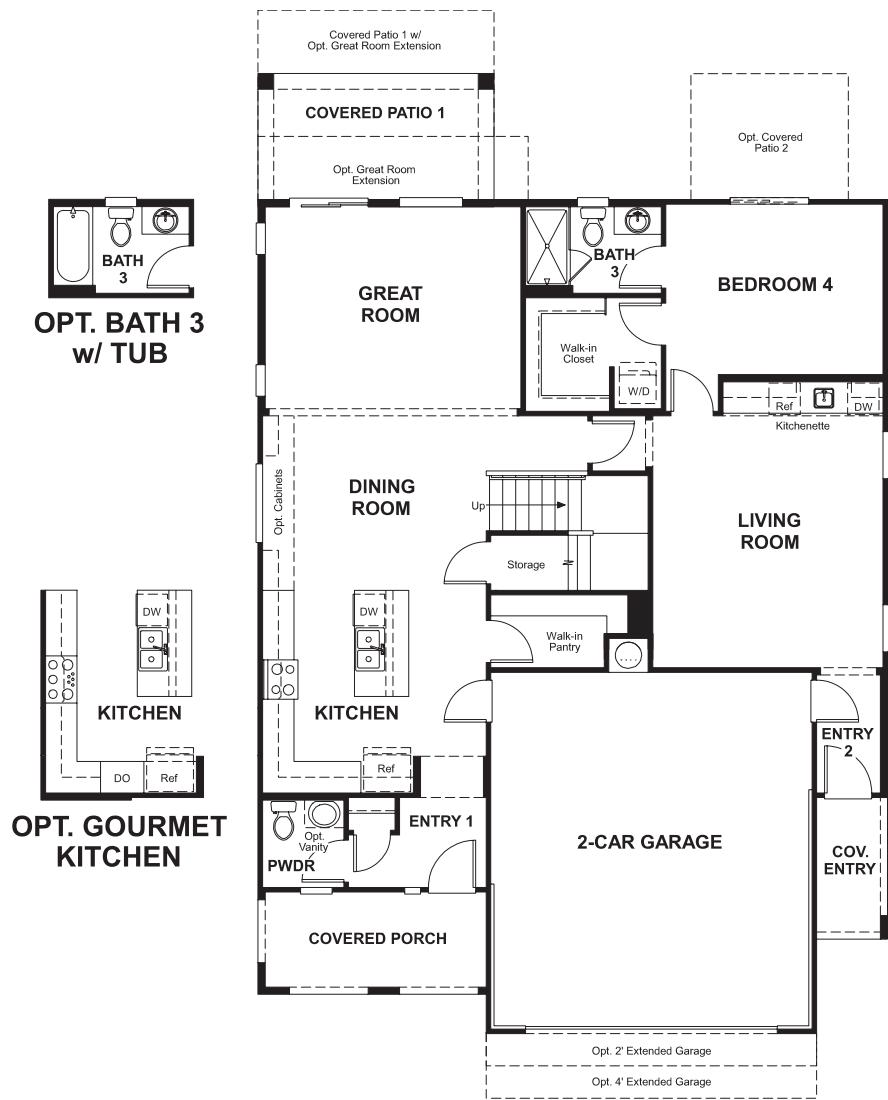 Covered Patio 1 w/
Opt. Great Room Extension
COVERED PATIO 1
Opt. Great Room
Extension
Opt. Covered
Patio 2
BATH
3
OPT. BATH 3
w/ TUB
GREAT
ROOM
BATH
3
BEDROOM 4
Walk-in
Closet
W/D
Ref
DW
Kitchenette
Opt. Cabinets
DINING
ROOM
Up
Storage
LIVING
ROOM
DW
KITCHEN
DO
Ref
OPT. GOURMET
KITCHEN
DW
KITCHEN
Ref
Walk-in
Pantry
ENTRY
2
ENTRY 1
Opt.
Vanity
PWDR
2-CAR GARAGE
COV.
ENTRY
COVERED PORCH
Opt. 2' Extended Garage
Opt. 4' Extended Garage